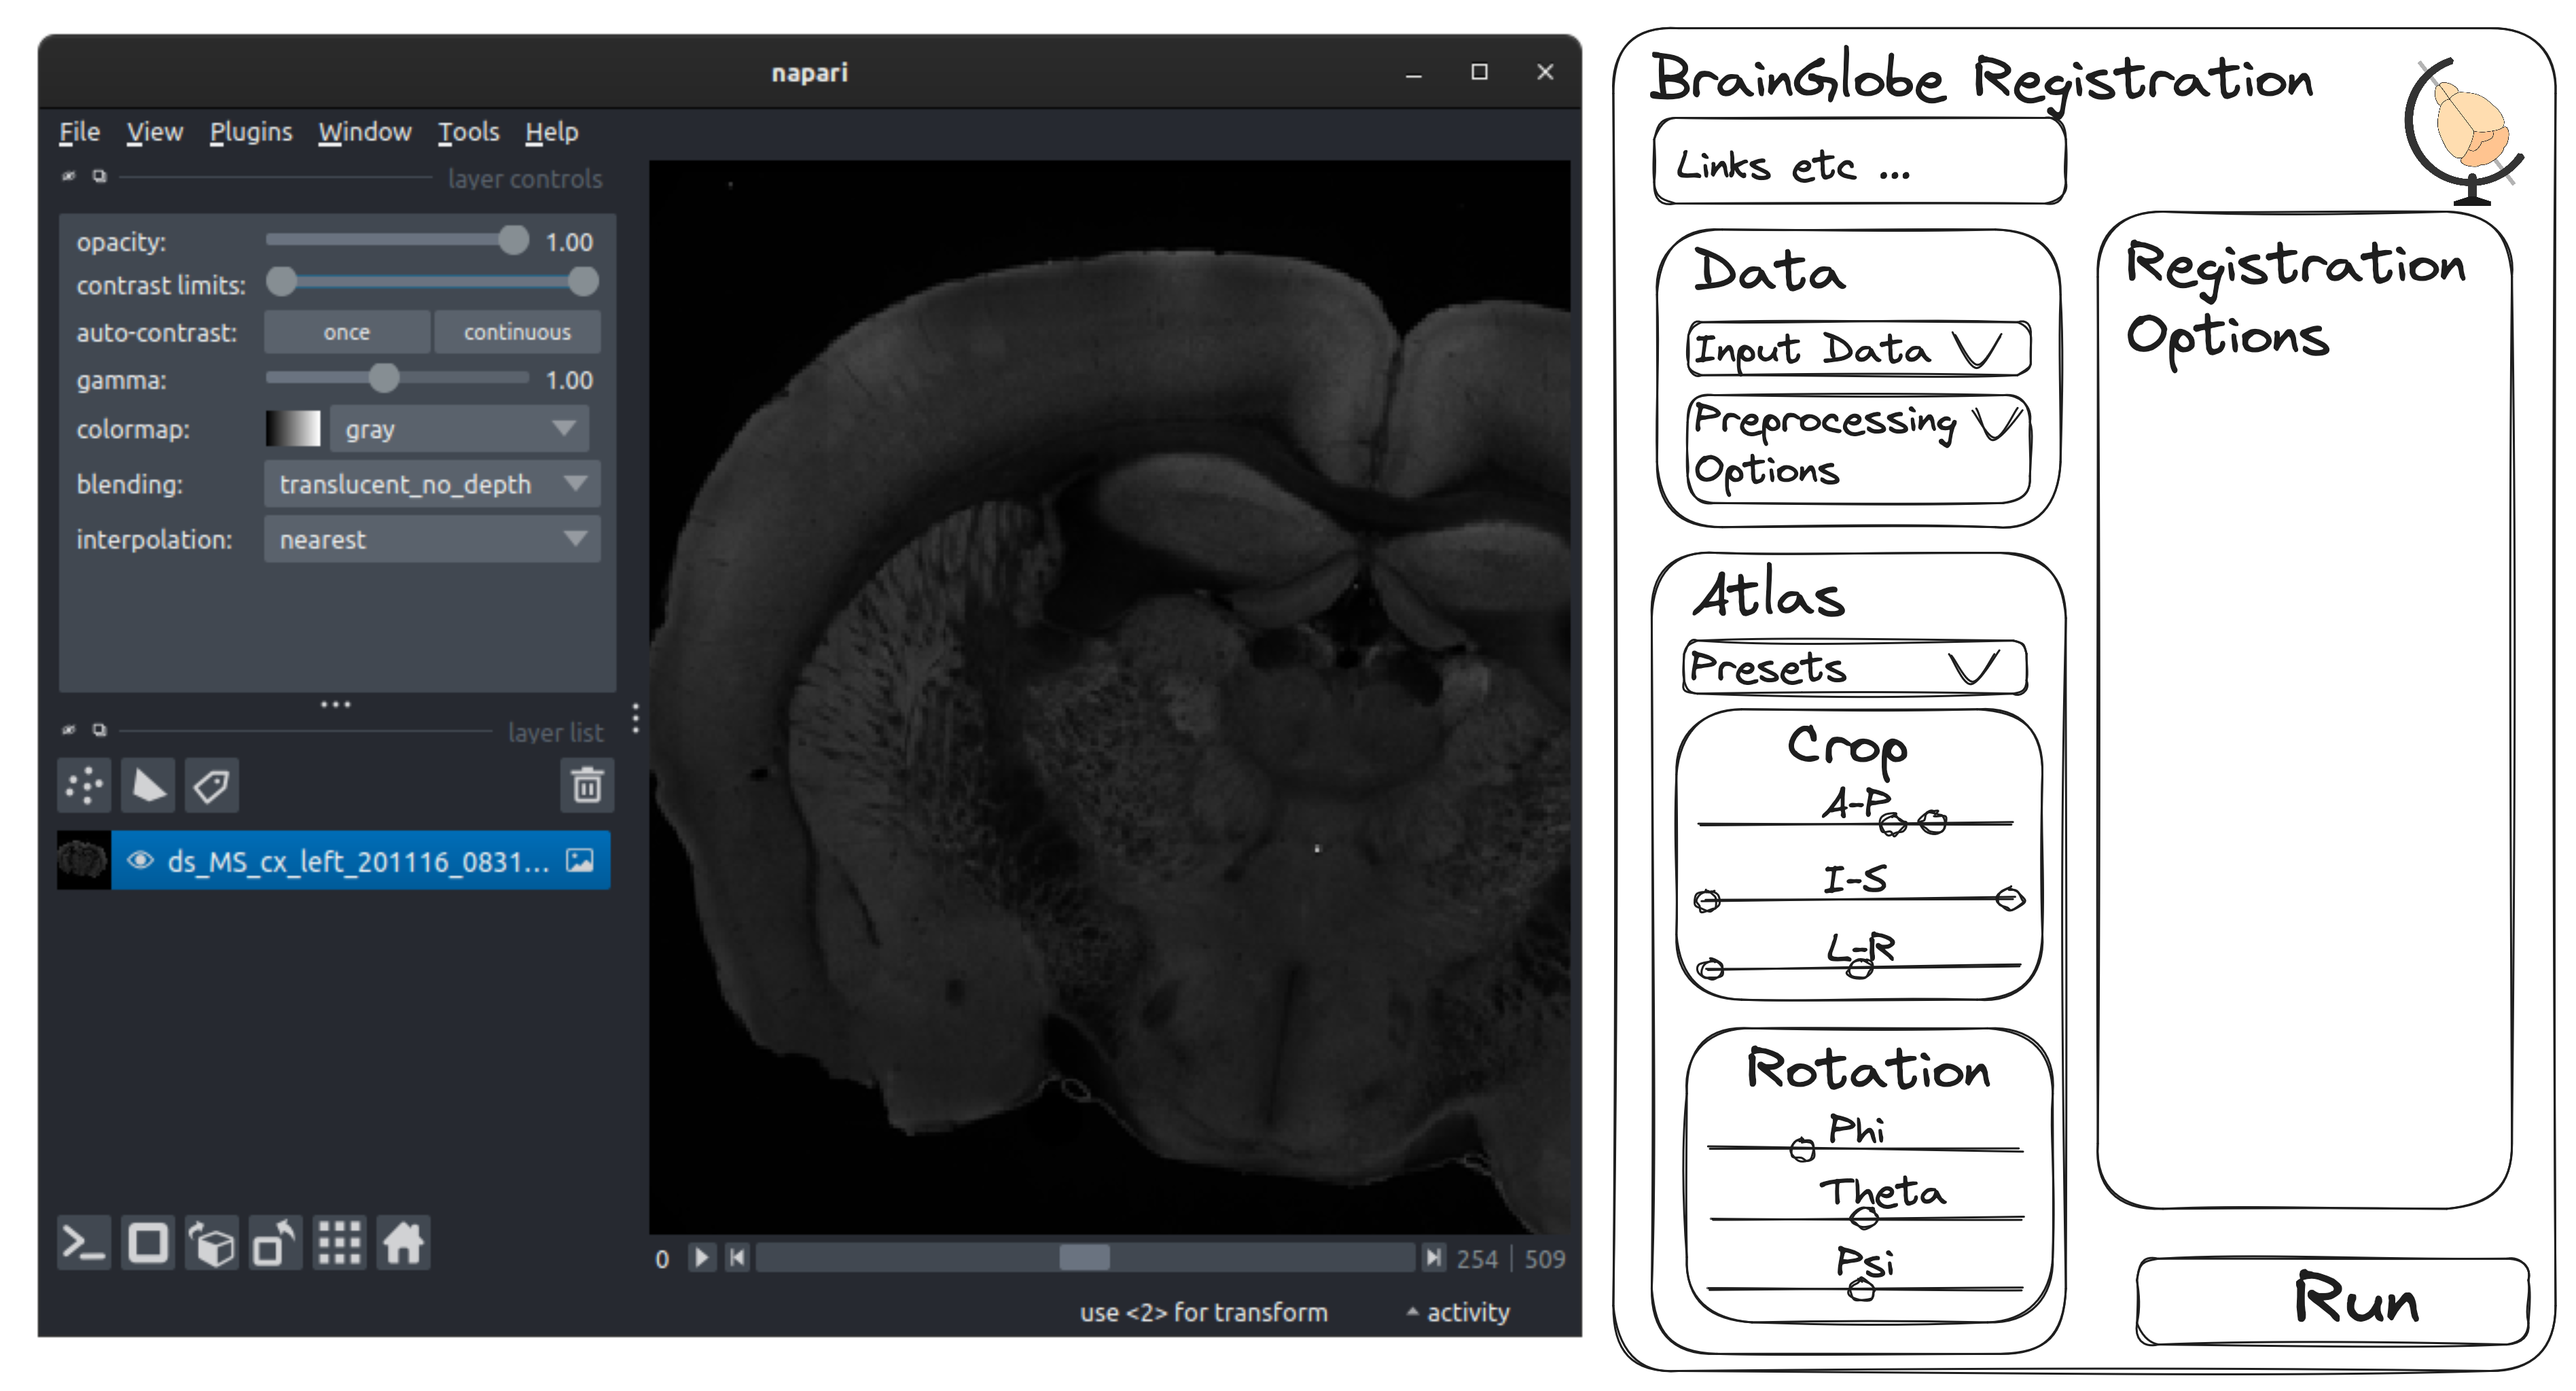 napari
File View Plugins Window Tools Help
layer controls
opacity: 1.00
contrast limits:
auto-contrast: once continuous
gamma: 1.00
colormap: gray
blending: translucent_no_depth
interpolation: nearest
layer list
ds_MS_cx_left_201116_0831...
0 254 | 509
use <2> for transform activity
BrainGlobe Registration
Links etc ...
Data
Input Data
Preprocessing
Options
Atlas
Presets
Crop
A-P
I-S
L-R
Rotation
Phi
Theta
Psi
Registration
Options
Run